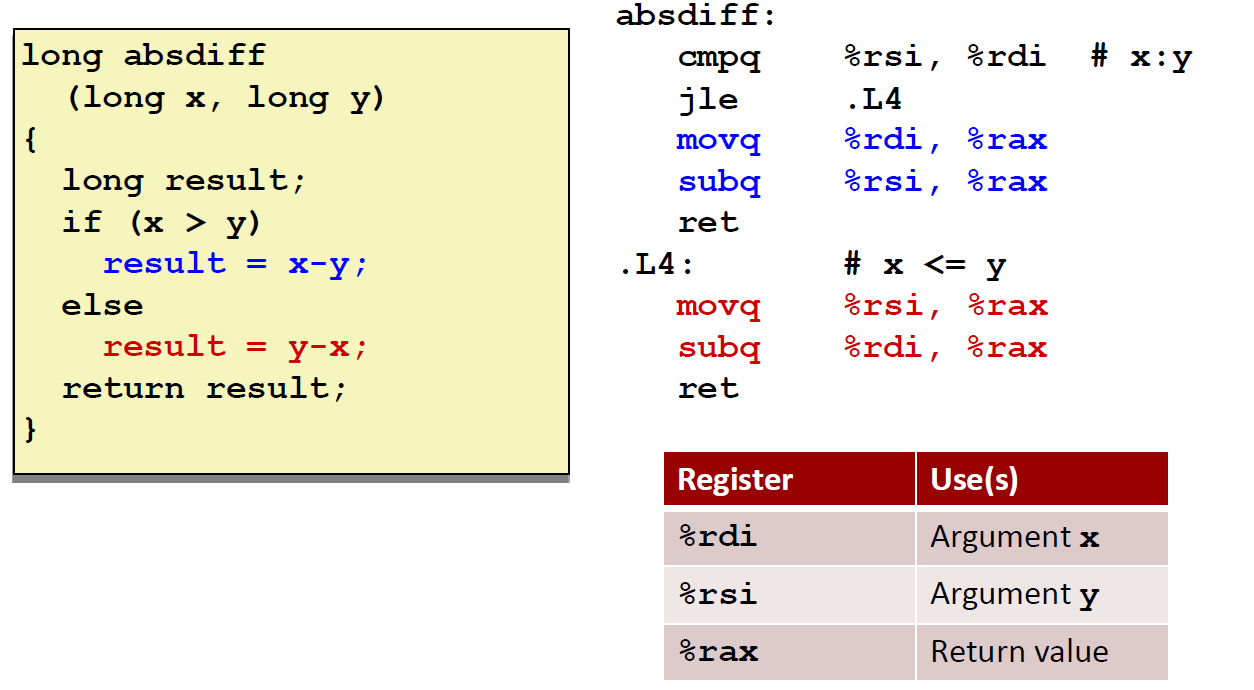 long absdiff
(long x, long y)
{
long result;
if (x > y)
result = x-y;
else
result = y-x;
return result;
}
absdiff:
cmpq %rsi, %rdi # x:y
jle .L4
movq %rdi, %rax
subq %rsi, %rax
ret
.L4: # x <= y
movq %rsi, %rax
subq %rdi, %rax
ret
Register Use(s)
%rdi Argument x
%rsi Argument y
%rax Return value